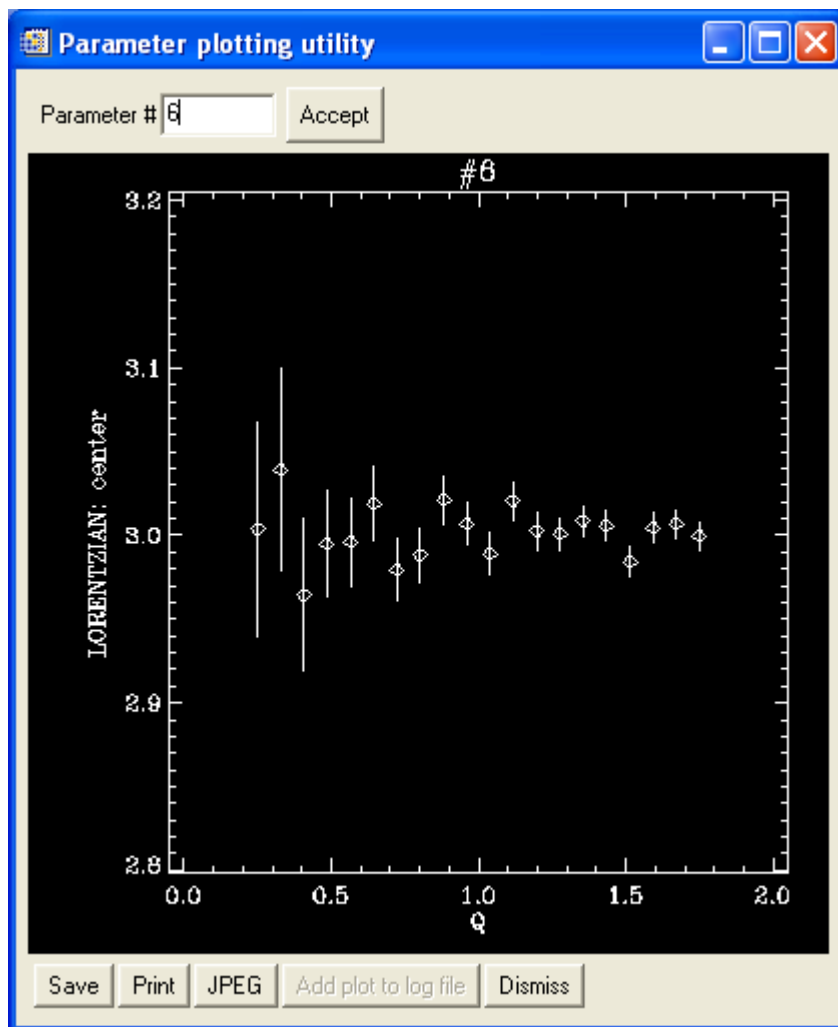 Parameter plotting utility
Parameter # 6 Accept
#6
3.2
3.1
3.0
2.9
2.8
LORENTZIAN: center
0.0 0.5 1.0 1.5 2.0
Q
Save Print JPEG Add plot to log file Dismiss